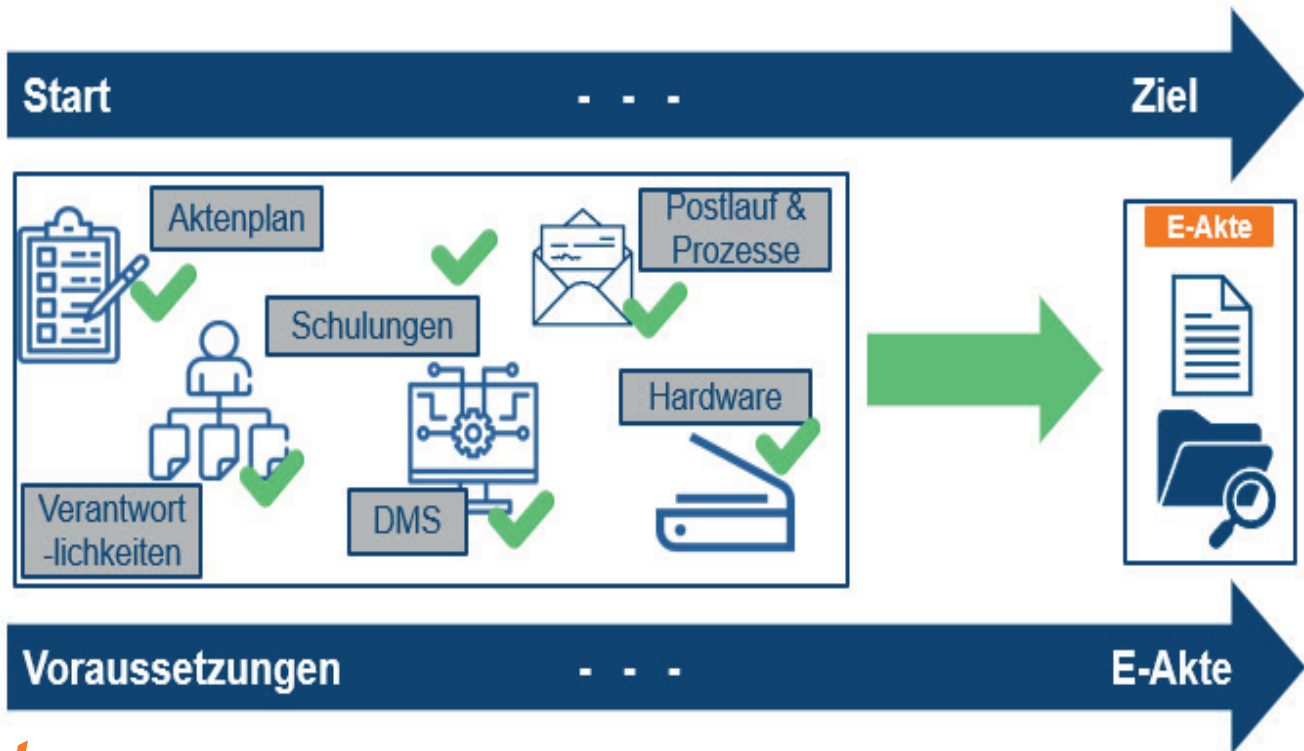 Start - - - Ziel
Aktenplan
Postlauf &
Prozesse
E-Akte
Schulungen
Hardware
Verantwort
-lichkeiten
DMS
Voraussetzungen - - - E-Akte